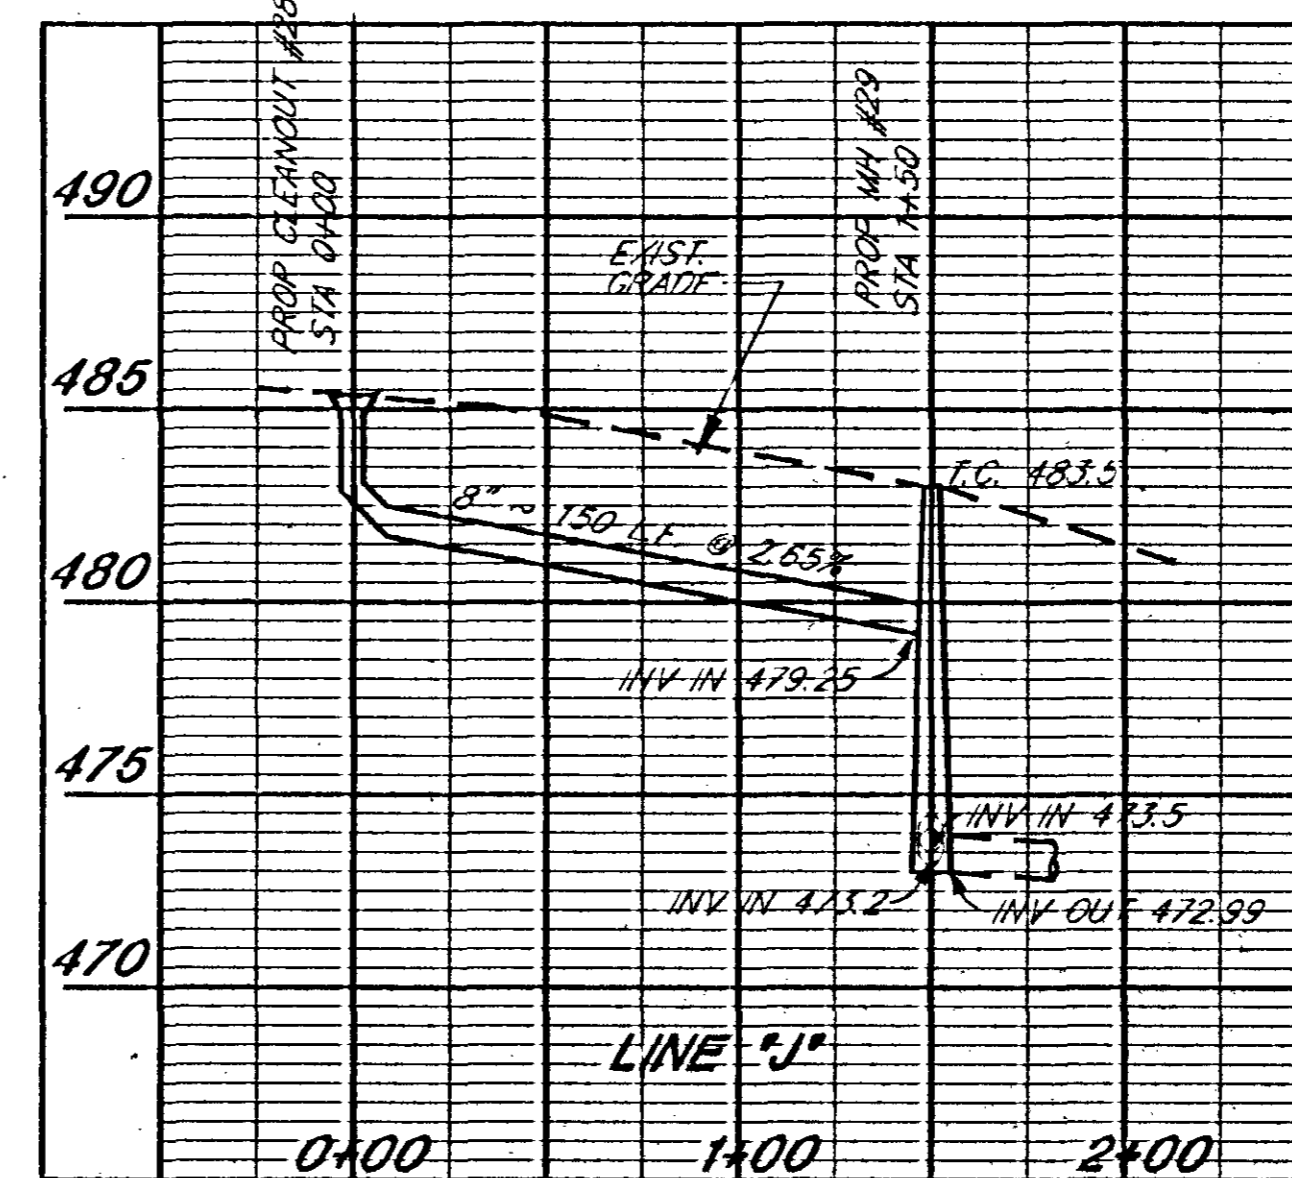 PROP CLEANOUT #28
STA 0+00
PROP MH #29
STA 1+50
490
EXIST.
GRADE
485
T.C. 483.5
8" ~ 150 L.F. @ 2.65%
480
INV IN 479.25
475
INV IN 473.5
INV IN 473.2
INV OUT 472.99
470
LINE "J"
0+00
1+00
2+00